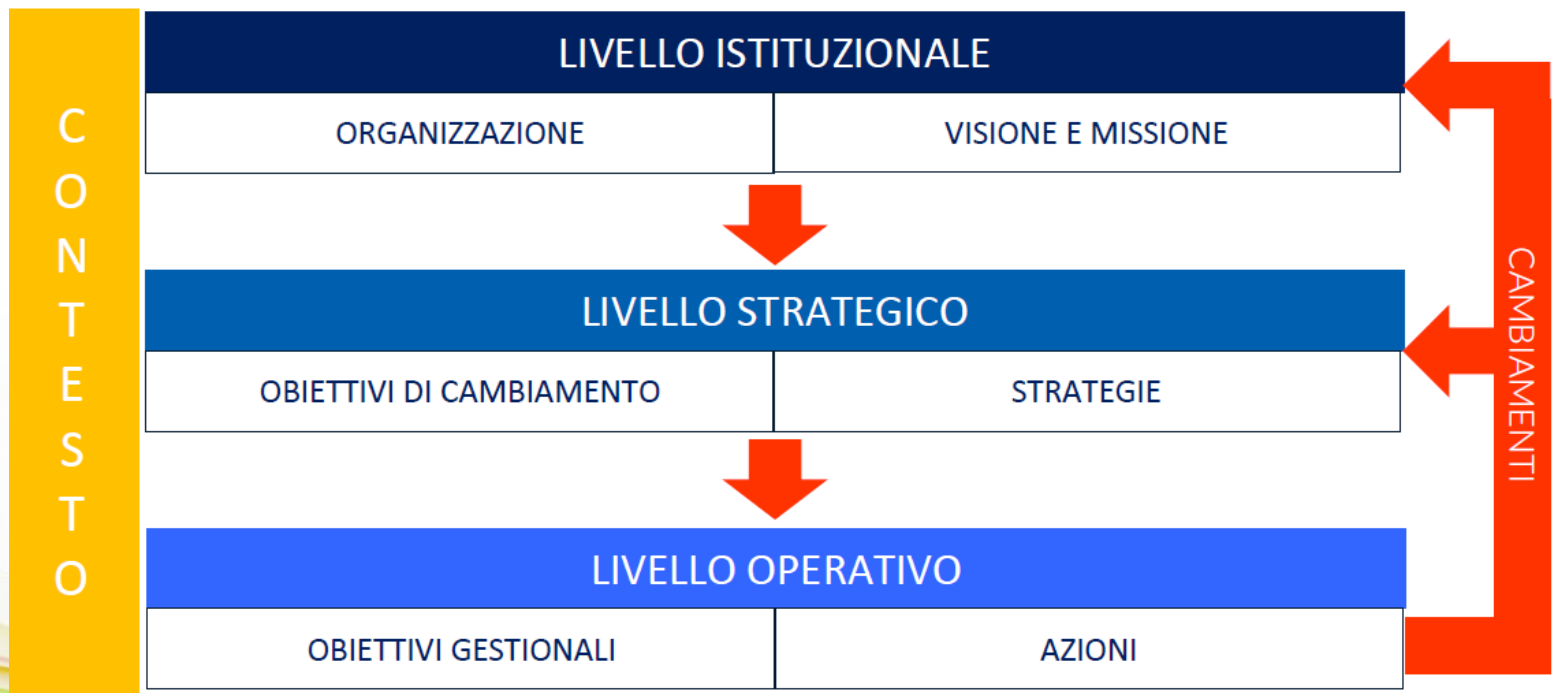 CONTESTO
LIVELLO ISTITUZIONALE
ORGANIZZAZIONE
VISIONE E MISSIONE
LIVELLO STRATEGICO
OBIETTIVI DI CAMBIAMENTO
STRATEGIE
LIVELLO OPERATIVO
OBIETTIVI GESTIONALI
AZIONI
CAMBIAMENTI